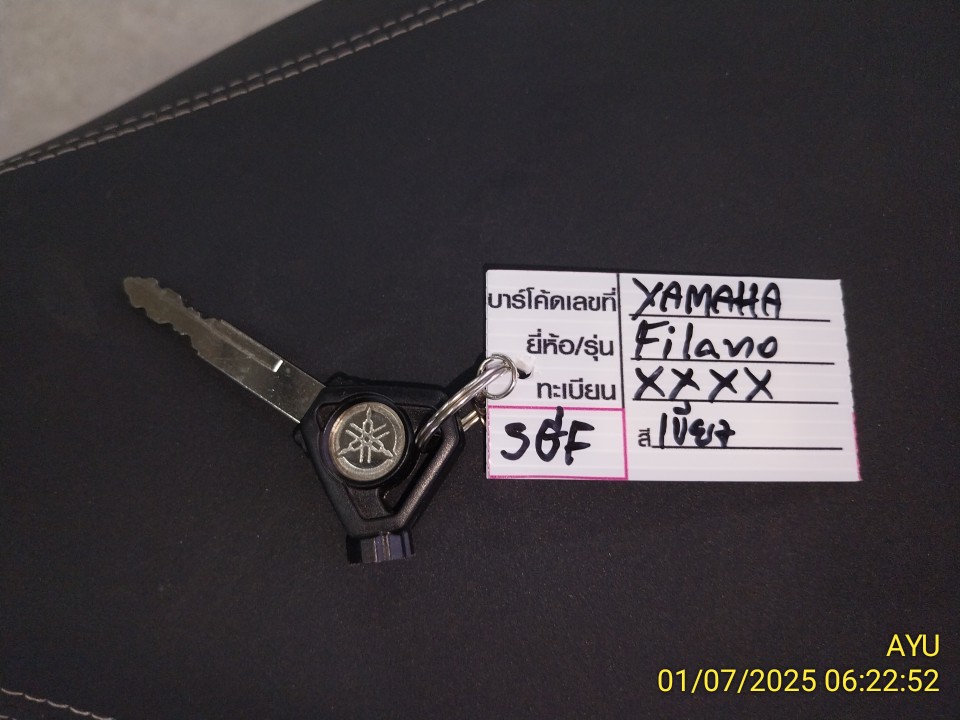 บาร์โค้ดเลขที่ YAMAHA
ยี่ห้อ/รุ่น Filano
ทะเบียน XXXX
สี เขียว
AYU
01/07/2025 06:22:52